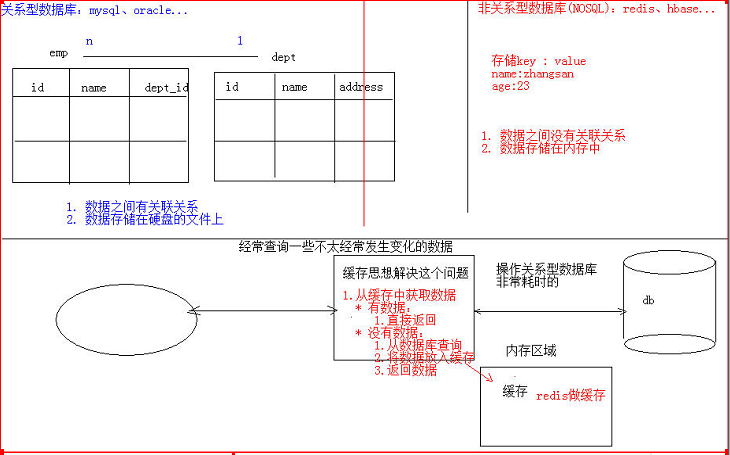 关系型数据库：mysql、oracle...
n 1
emp dept
id name dept_id
id name address
1. 数据之间有关联关系
2. 数据存储在硬盘的文件上
非关系型数据库(NOSQL)：redis、hbase...
存储key : value
name:zhangsan
age:23
1. 数据之间没有关联关系
2. 数据存储在内存中
经常查询一些不太经常发生变化的数据
缓存思想解决这个问题
1.从缓存中获取数据
* 有数据：
1.直接返回
* 没有数据：
1.从数据库查询
2.将数据放入缓存
3.返回数据
操作关系型数据库
非常耗时的
db
内存区域
缓存 redis做缓存